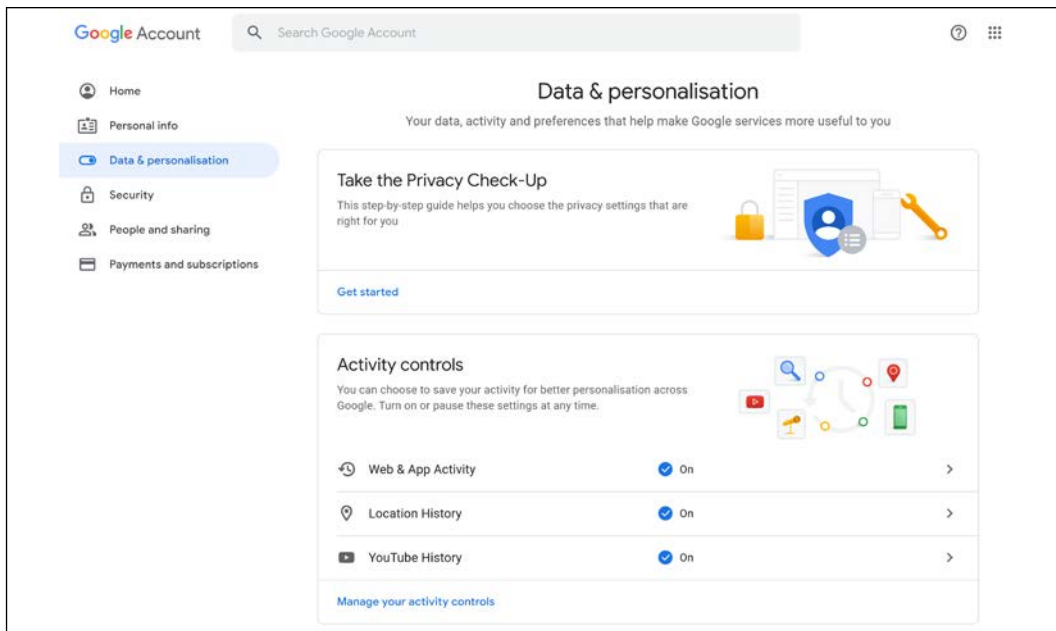 Google Account
Search Google Account
Home
Personal info
Data & personalisation
Security
People and sharing
Payments and subscriptions
Data & personalisation
Your data, activity and preferences that help make Google services more useful to you
Take the Privacy Check-Up
This step-by-step guide helps you choose the privacy settings that are
right for you
Get started
Activity controls
You can choose to save your activity for better personalisation across
Google. Turn on or pause these settings at any time.
Web & App Activity On
Location History On
YouTube History On
Manage your activity controls